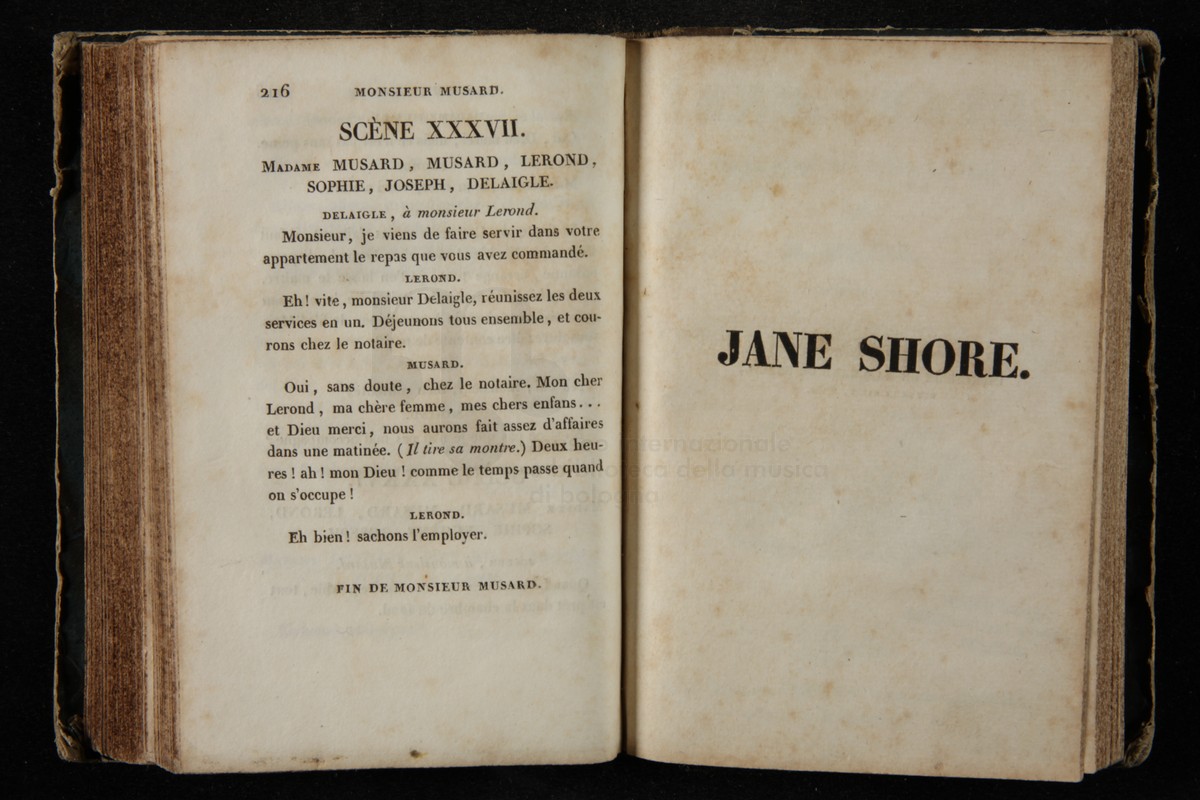 216 MONSIEUR MUSARD.
SCÈNE XXXVII.
MADAME MUSARD, MUSARD, LEROND,
SOPHIE, JOSEPH, DELAIGLE.
DELAIGLE, à monsieur Lerond.
Monsieur, je viens de faire servir dans votre
appartement le repas que vous avez commandé.
LEROND.
Eh! vite, monsieur Delaigle, réunissez les deux
services en un. Déjeunons tous ensemble, et cou-
rons chez le notaire.
MUSARD.
Oui, sans doute, chez le notaire. Mon cher
Lerond, ma chère femme, mes chers enfans...
et Dieu merci, nous aurons fait assez d'affaires
dans une matinée. (Il tire sa montre.) Deux heu-
res! ah! mon Dieu! comme le temps passe quand
on s'occupe!
LEROND.
Eh bien! sachons l'employer.
FIN DE MONSIEUR MUSARD.
JANE SHORE.
internazionale
della musica
di bologna